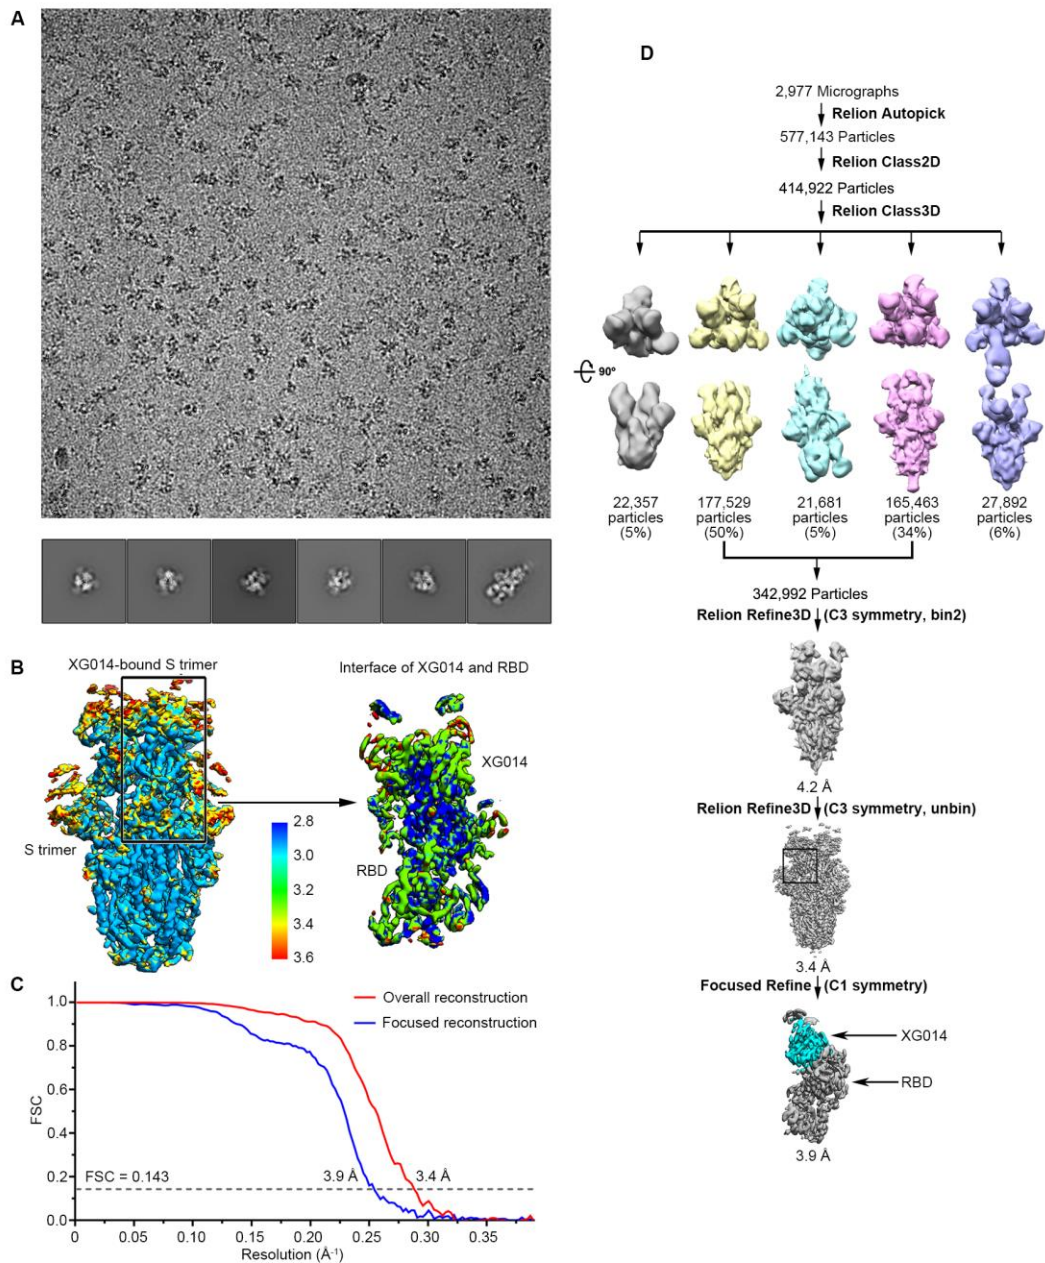 A
D
2,977 Micrographs
Relion Autopick
577,143 Particles
Relion Class2D
414,922 Particles
Relion Class3D
90º
22,357 177,529 21,681 165,463 27,892
particles particles particles particles particles
(5%) (50%) (5%) (34%) (6%)
342,992 Particles
Relion Refine3D (C3 symmetry, bin2)
4.2 Å
Relion Refine3D (C3 symmetry, unbin)
3.4 Å
Focused Refine (C1 symmetry)
XG014
RBD
3.9 Å
B
XG014-bound S trimer
Interface of XG014 and RBD
XG014
S trimer
RBD
2.8
3.0
3.2
3.4
3.6
C
Overall reconstruction
Focused reconstruction
FSC
1.0
0.8
0.6
0.4
0.2
0.0
FSC = 0.143
3.9 Å
3.4 Å
0 0.05 0.10 0.15 0.20 0.25 0.30 0.35
Resolution (Å-1)